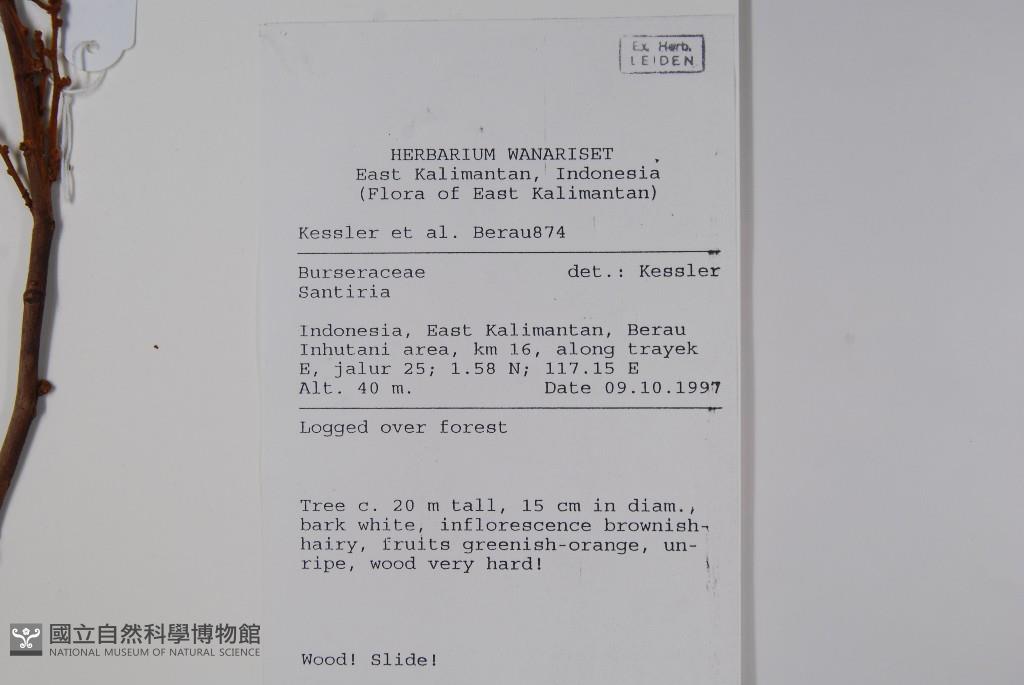 Ex. Herb.
LEIDEN
HERBARIUM WANARISET
East Kalimantan, Indonesia
(Flora of East Kalimantan)
Kessler et al. Berau874
Burseraceae det.: Kessler
Santiria
Indonesia, East Kalimantan, Berau
Inhutani area, km 16, along trayek
E, jalur 25; 1.58 N; 117.15 E
Alt. 40 m. Date 09.10.1997
Logged over forest
Tree c. 20 m tall, 15 cm in diam.,
bark white, inflorescence brownish-
hairy, fruits greenish-orange, un-
ripe, wood very hard!
Wood! Slide!
國立自然科學博物館
NATIONAL MUSEUM OF NATURAL SCIENCE